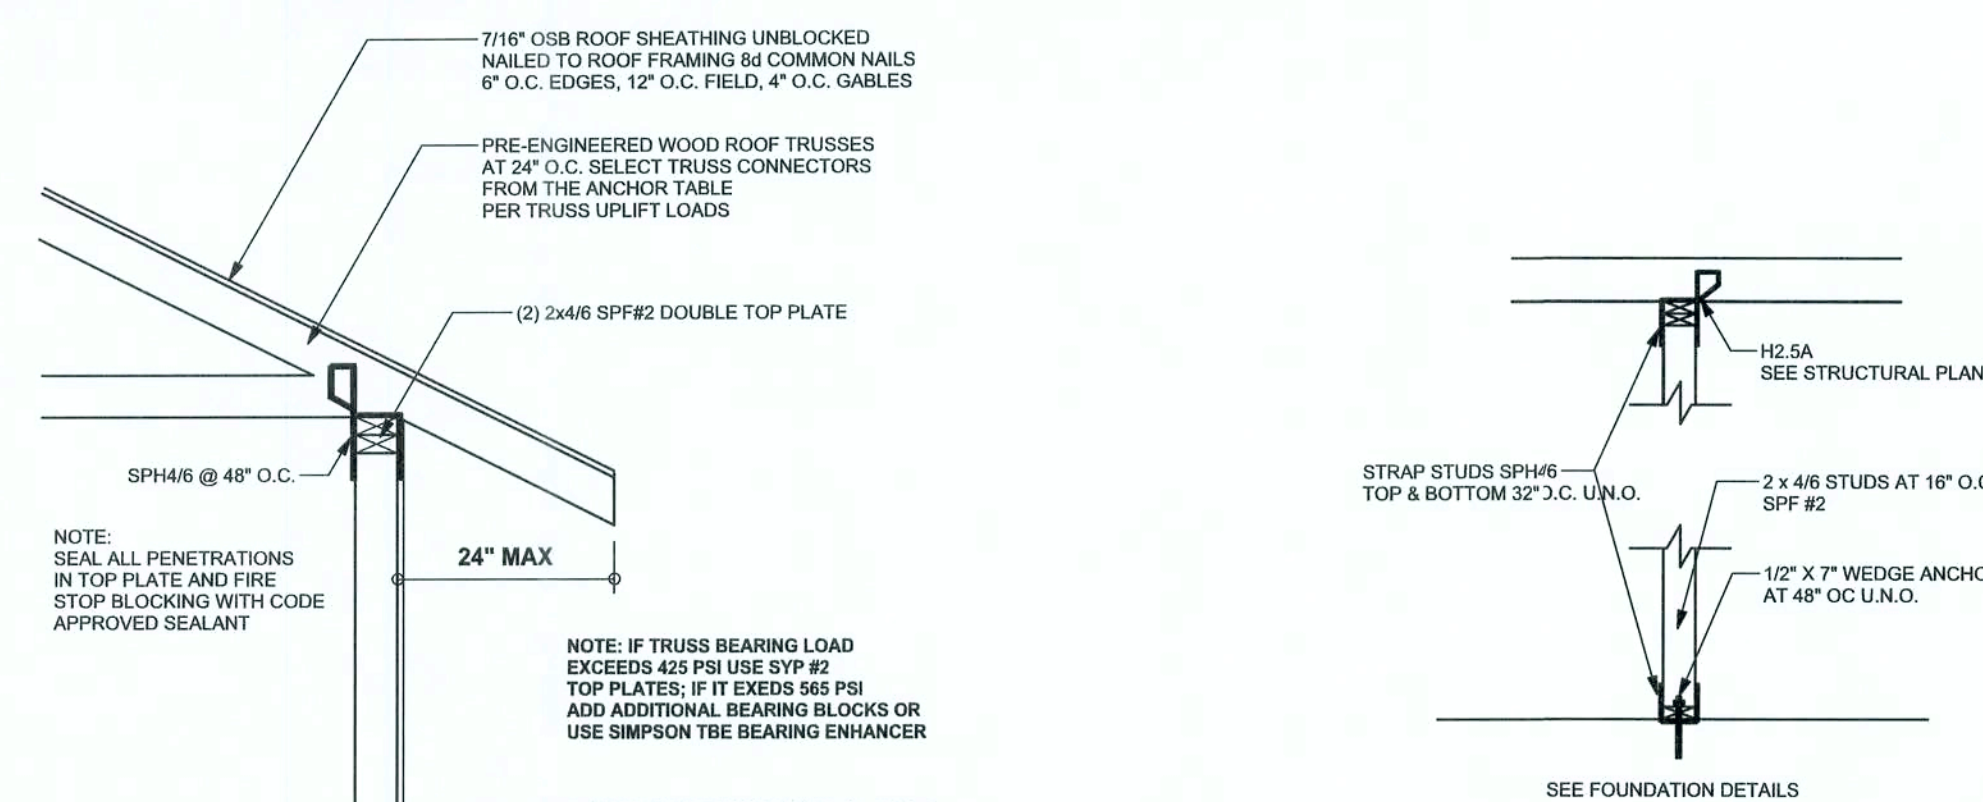 7/16" OSB ROOF SHEATHING UNBLOCKED
NAILED TO ROOF FRAMING 8d COMMON NAILS
6" O.C. EDGES, 12" O.C. FIELD, 4" O.C. GABLES
PRE-ENGINEERED WOOD ROOF TRUSSES
AT 24" O.C. SELECT TRUSS CONNECTORS
FROM THE ANCHOR TABLE
PER TRUSS UPLIFT LOADS
(2) 2x4/6 SPF#2 DOUBLE TOP PLATE
SPH4/6 @ 48" O.C.
NOTE:
SEAL ALL PENETRATIONS
IN TOP PLATE AND FIRE
STOP BLOCKING WITH CODE
APPROVED SEALANT
24" MAX
NOTE: IF TRUSS BEARING LOAD
EXCEEDS 425 PSI USE SYP #2
TOP PLATES; IF IT EXEDS 565 PSI
ADD ADDITIONAL BEARING BLOCKS OR
USE SIMPSON TBE BEARING ENHANCER
H2.5A
SEE STRUCTURAL PLAN
STRAP STUDS SPH4/6
TOP & BOTTOM 32" O.C. U.N.O.
2 x 4/6 STUDS AT 16" O.C
SPF #2
1/2" X 7" WEDGE ANCHO
AT 48" OC U.N.O.
SEE FOUNDATION DETAILS